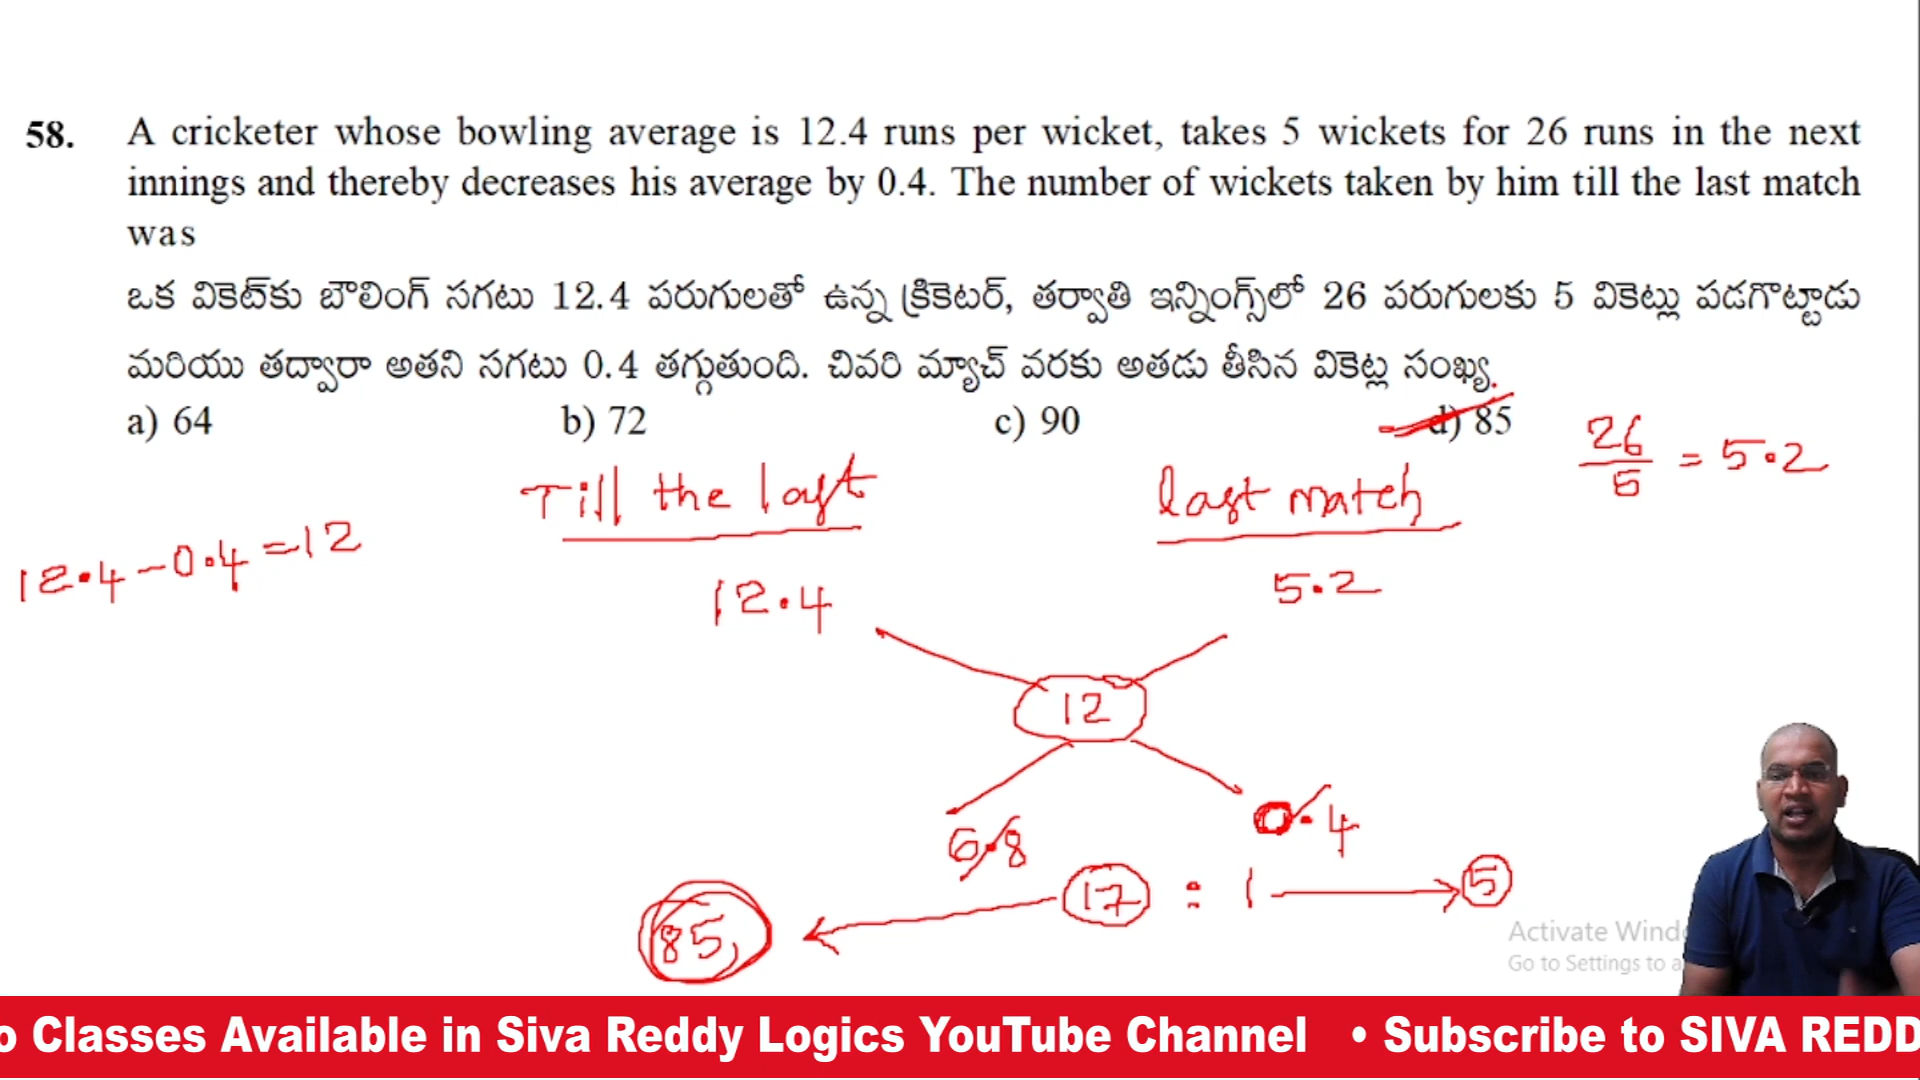 58. A cricketer whose bowling average is 12.4 runs per wicket, takes 5 wickets for 26 runs in the next
innings and thereby decreases his average by 0.4. The number of wickets taken by him till the last match
was
ఒక వికెట్‌కు బౌలింగ్ సగటు 12.4 పరుగులతో ఉన్న క్రికెటర్, తర్వాతి ఇన్నింగ్స్‌లో 26 పరుగులకు 5 వికెట్లు పడగొట్టాడు
మరియు తద్వారా అతని సగటు 0.4 తగ్గుతుంది. చివరి మ్యాచ్ వరకు అతడు తీసిన వికెట్ల సంఖ్య.
a) 64 b) 72 c) 90 d) 85
26/5 = 5.2
Till the last last match
12.4 - 0.4 = 12
12.4 5.2
12
6.8 0.4
17 : 1 5
85
Activate Wind
Go to Settings to a
o Classes Available in Siva Reddy Logics YouTube Channel • Subscribe to SIVA REDD